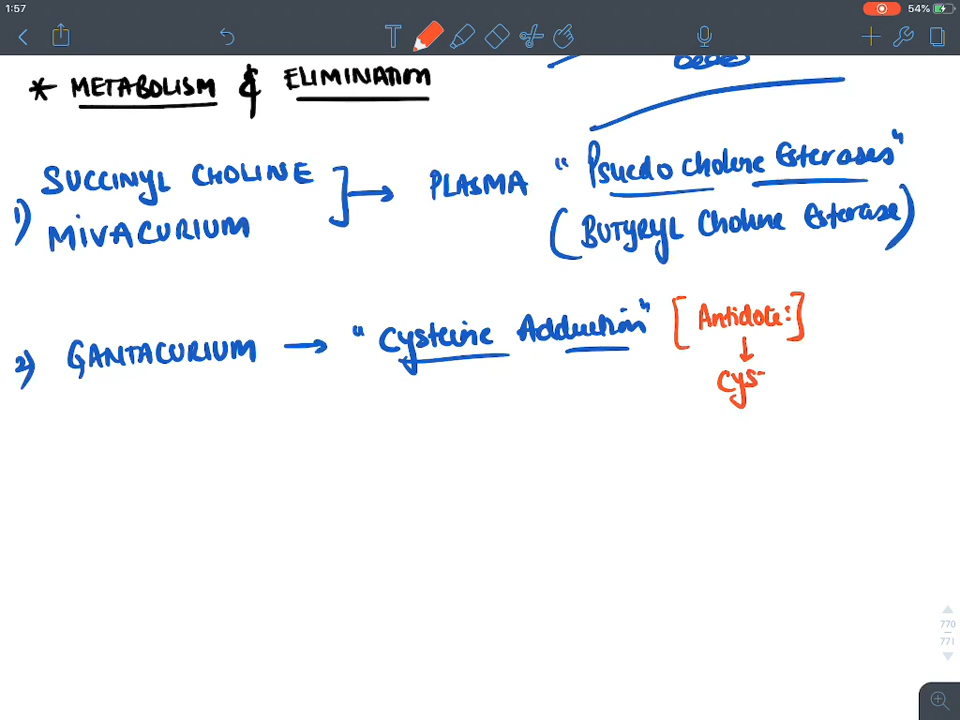 1:57
54%
T
* METABOLISM & ELIMINATION
1) SUCCINYL CHOLINE
MIVACURIUM
→ PLASMA "Psuedo choline Esterases"
(BUTYRYL Choline Esterase)
2) GANTACURIUM → "Cysteine Adduction" [Antidote:]
↓
Cys
770
771